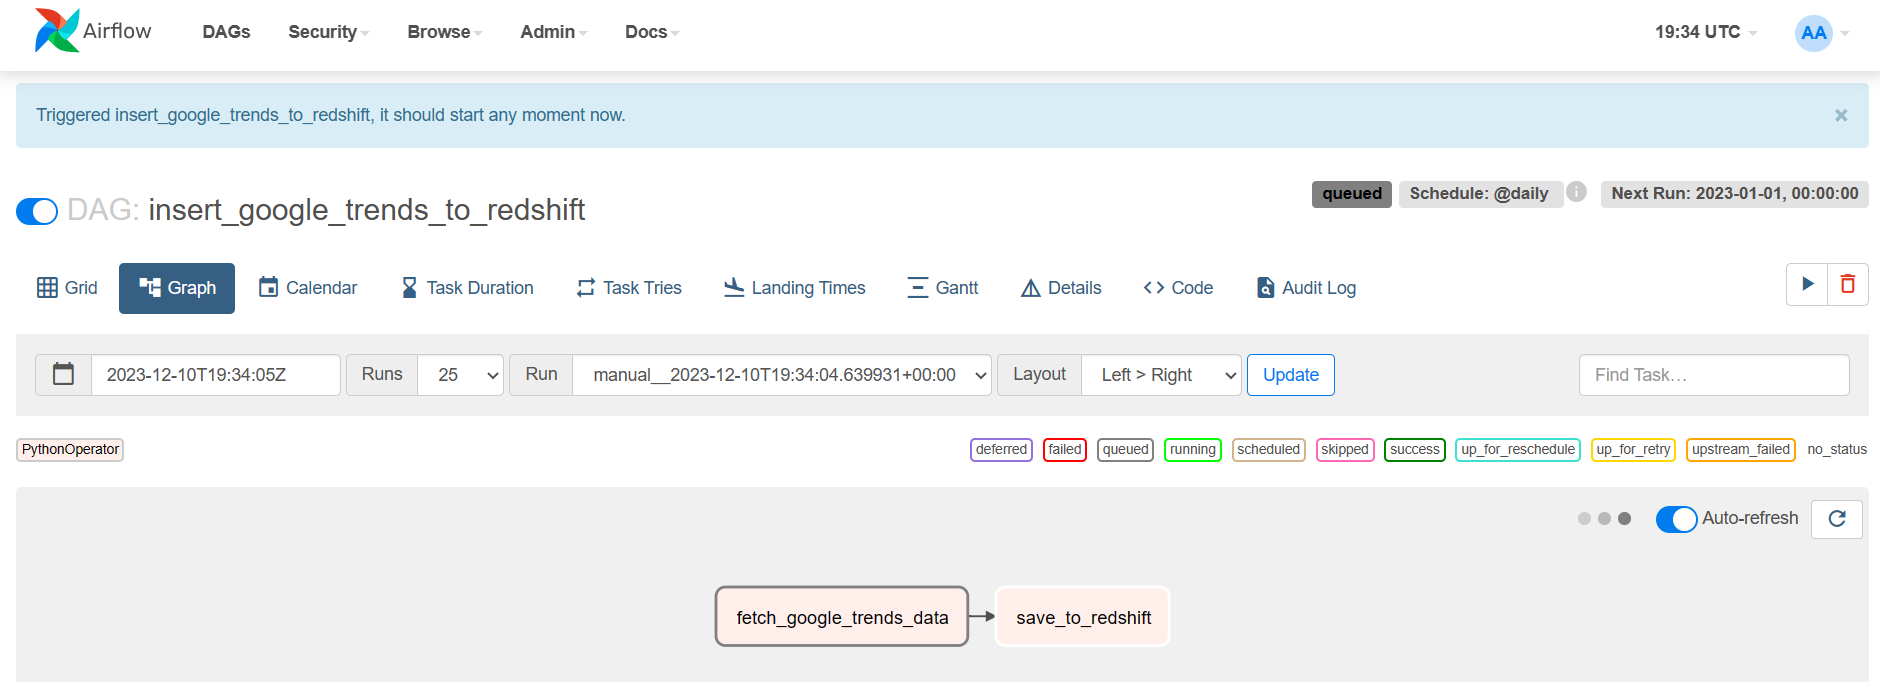 Airflow DAGs Security Browse Admin Docs 19:34 UTC AA
Triggered insert_google_trends_to_redshift, it should start any moment now. ×
queued Schedule: @daily i Next Run: 2023-01-01, 00:00:00
DAG: insert_google_trends_to_redshift
Grid Graph Calendar Task Duration Task Tries Landing Times Gantt Details Code Audit Log
2023-12-10T19:34:05Z Runs 25 Run manual__2023-12-10T19:34:04.639931+00:00 Layout Left > Right Update Find Task…
PythonOperator deferred failed queued running scheduled skipped success up_for_reschedule up_for_retry upstream_failed no_status
Auto-refresh
fetch_google_trends_data save_to_redshift